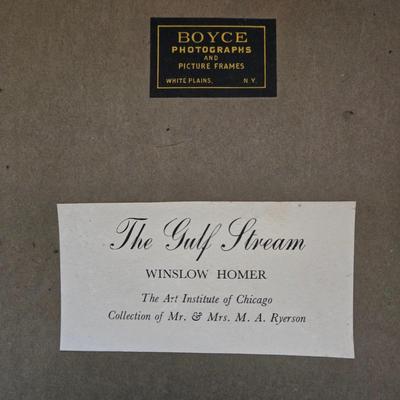 BOYCE
PHOTOGRAPHS
AND
PICTURE FRAMES
WHITE PLAINS, N. Y.
The Gulf Stream
WINSLOW HOMER
The Art Institute of Chicago
Collection of Mr. & Mrs. M. A. Ryerson